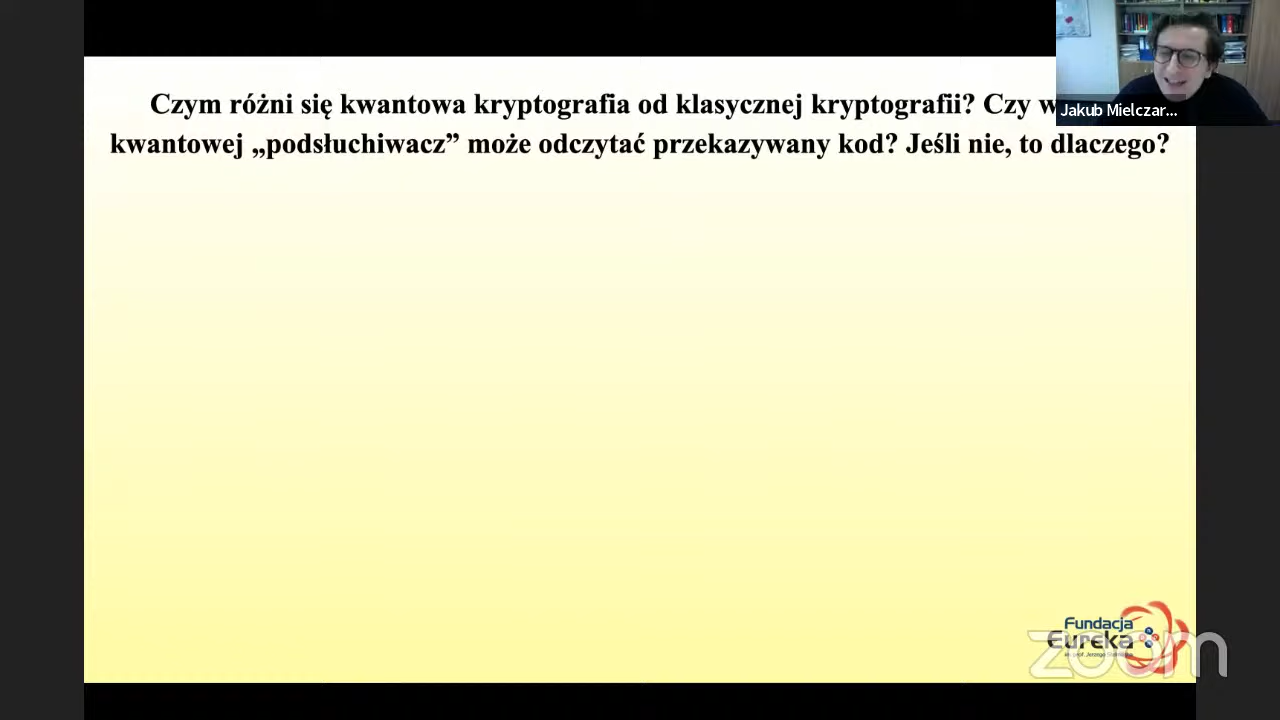 Czym różni się kwantowa kryptografia od klasycznej kryptografii? Czy w
kwantowej „podsłuchiwacz” może odczytać przekazywany kod? Jeśli nie, to dlaczego?
Jakub Mielczar...
Fundacja
Eureka
zoom